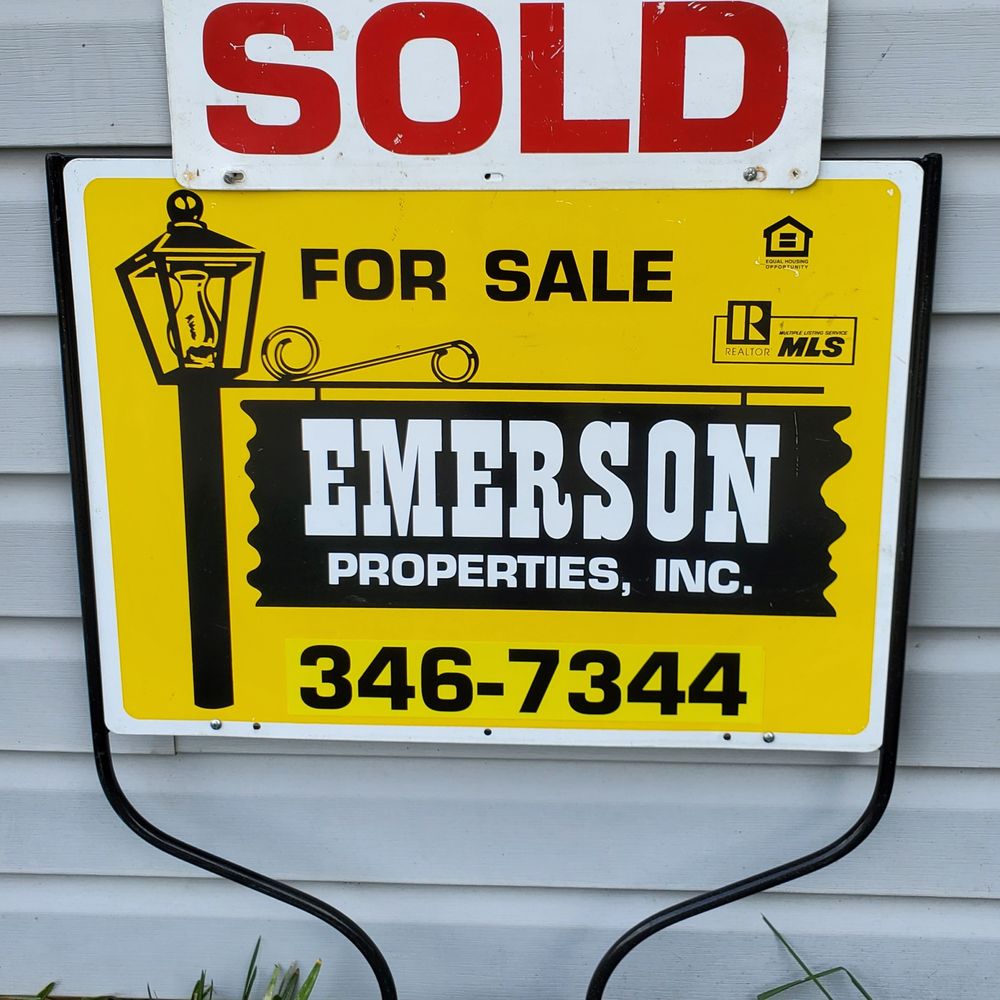 SOLD
FOR SALE
EQUAL HOUSING
OPPORTUNITY
R
REALTOR
MULTIPLE LISTING SERVICE
MLS
EMERSON
PROPERTIES, INC.
346-7344